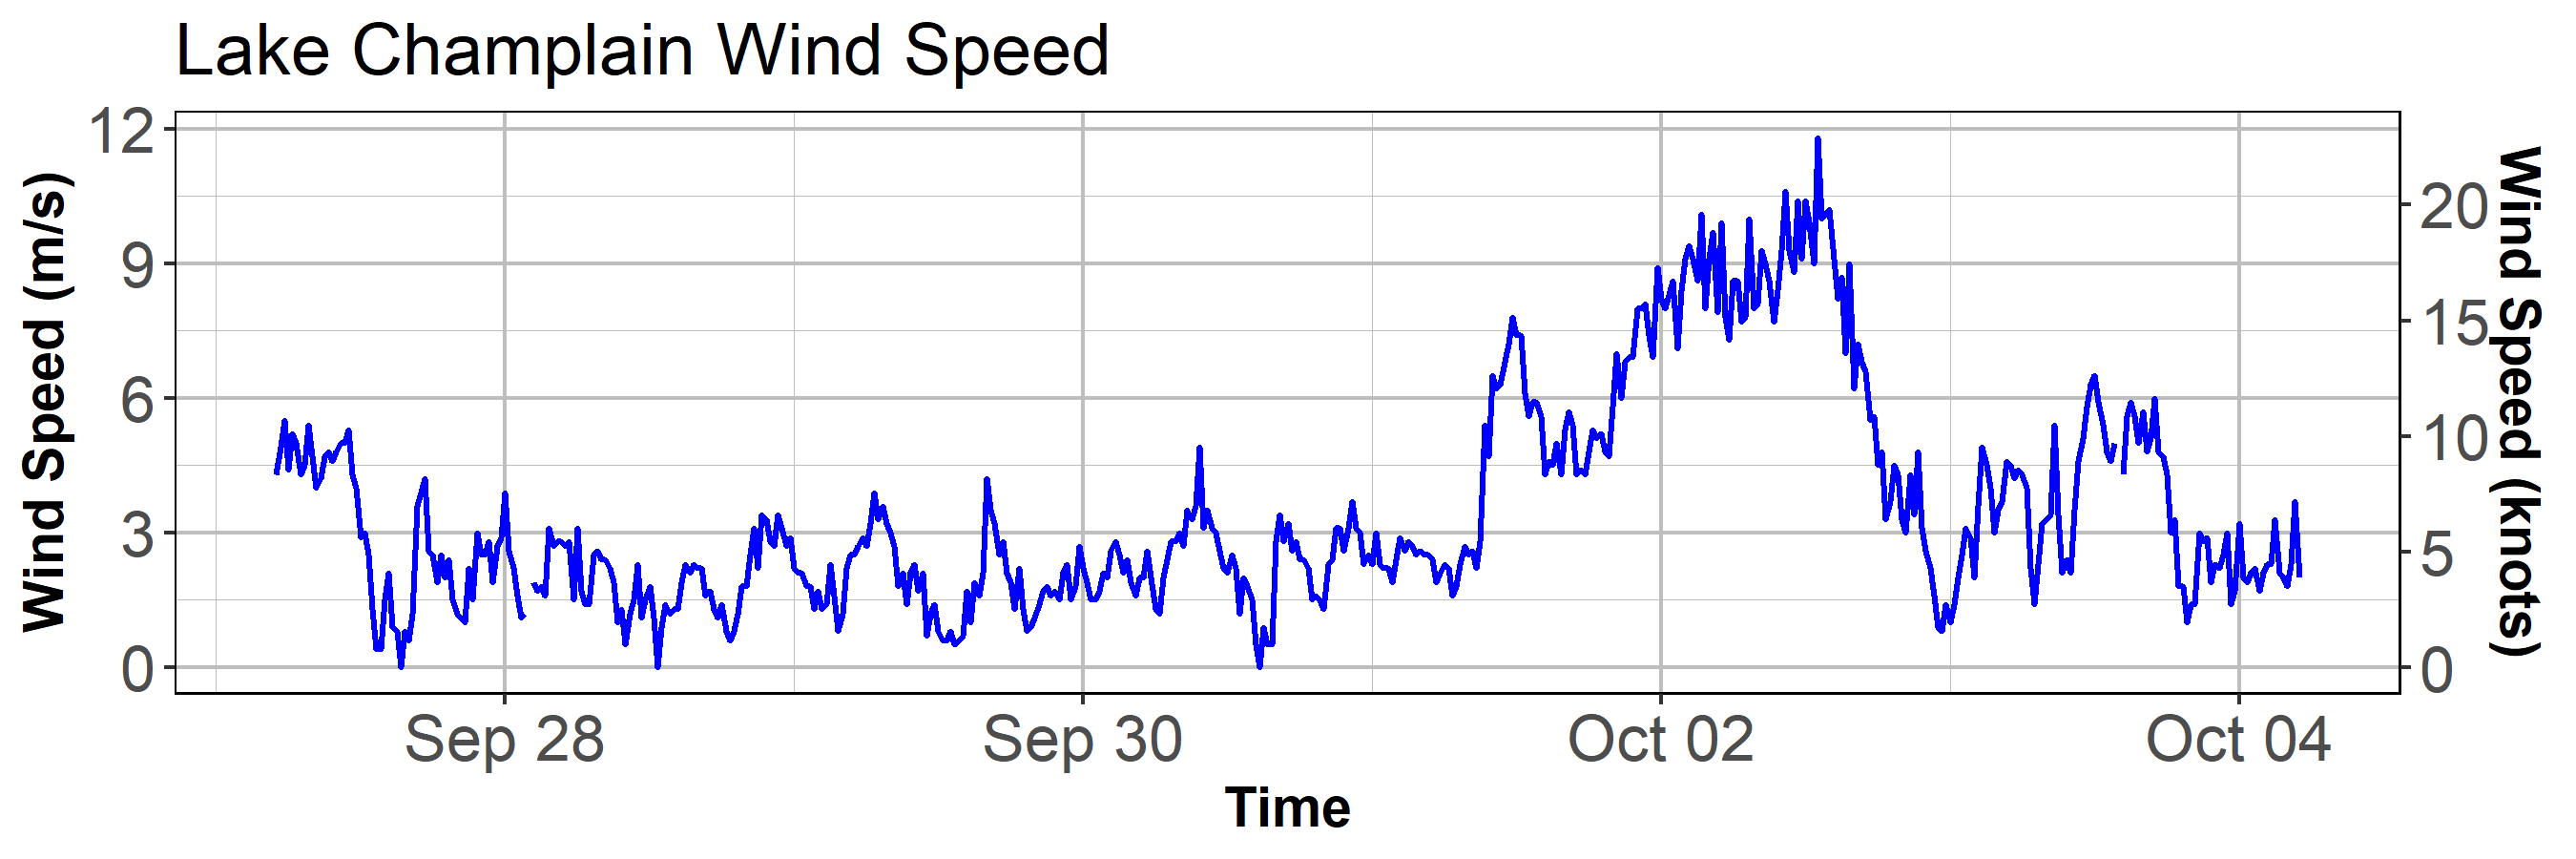 Lake Champlain Wind Speed
Wind Speed (m/s)
12
9
6
3
0
20
15
10
5
0
Wind Speed (knots)
Sep 28
Sep 30
Oct 02
Oct 04
Time